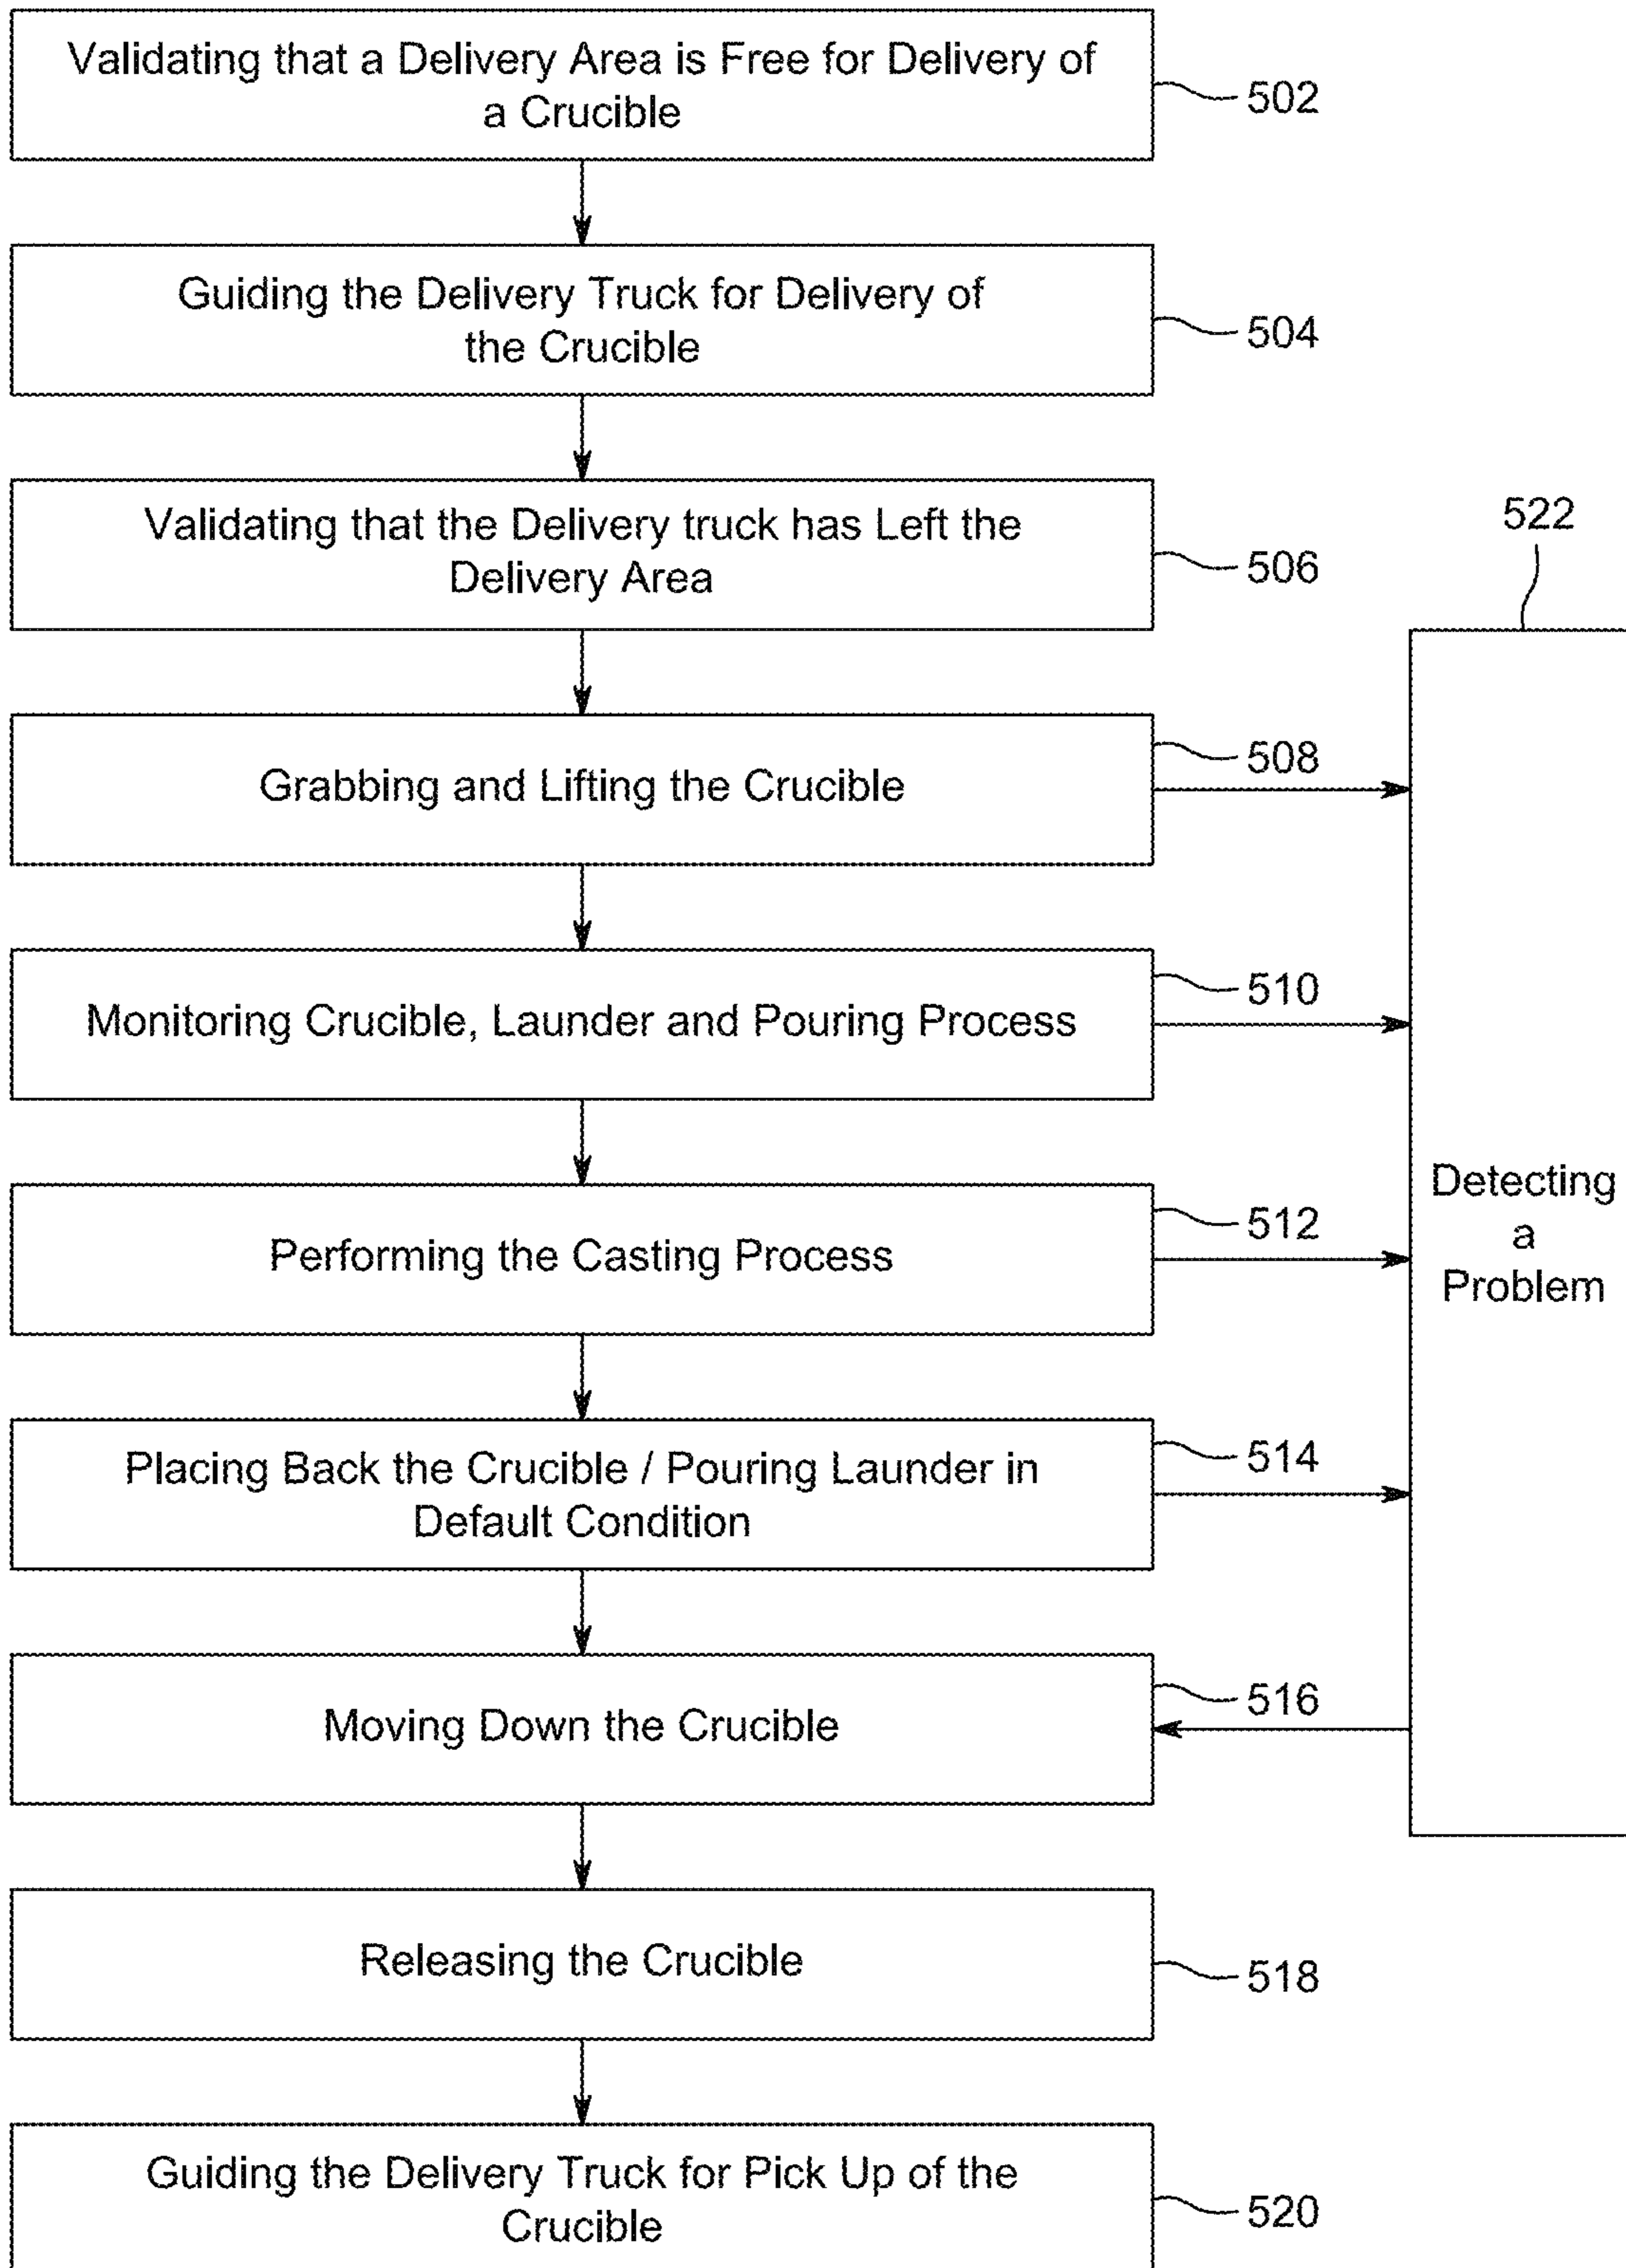 Validating that a Delivery Area is Free for Delivery of
a Crucible
502
Guiding the Delivery Truck for Delivery of
the Crucible
504
Validating that the Delivery truck has Left the
Delivery Area
506
522
Grabbing and Lifting the Crucible
508
Monitoring Crucible, Launder and Pouring Process
510
Detecting
a
Problem
Performing the Casting Process
512
Placing Back the Crucible / Pouring Launder in
Default Condition
514
Moving Down the Crucible
516
Releasing the Crucible
518
Guiding the Delivery Truck for Pick Up of the
Crucible
520